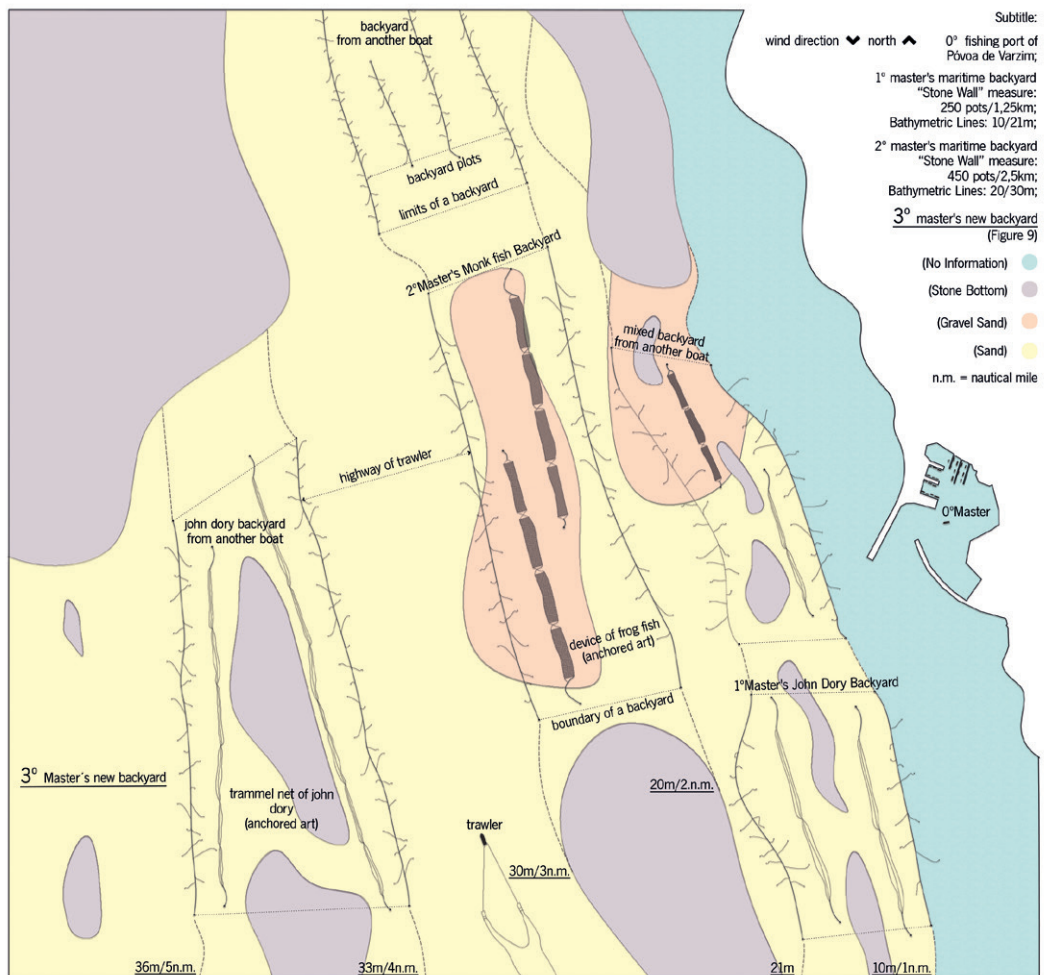 Subtitle:
wind direction north 0° fishing port of
Póvoa de Varzim;
1° master's maritime backyard
“Stone Wall” measure:
250 pots/1,25km;
Bathymetric Lines: 10/21m;
2° master's maritime backyard
“Stone Wall” measure:
450 pots/2,5km;
Bathymetric Lines: 20/30m;
3° master's new backyard
(Figure 9)
(No Information)
(Stone Bottom)
(Gravel Sand)
(Sand)
n.m. = nautical mile
backyard
from another boat
backyard plots
limits of a backyard
2°Master's Monk fish Backyard
mixed backyard
from another boat
highway of trawler
0°Master
john dory backyard
from another boat
device of frog fish
(anchored art)
1°Master's John Dory Backyard
boundary of a backyard
3° Master´s new backyard
20m/2.n.m.
trammel net of john
dory
(anchored art)
trawler
30m/3n.m.
36m/5n.m.
33m/4n.m.
21m
10m/1n.m.